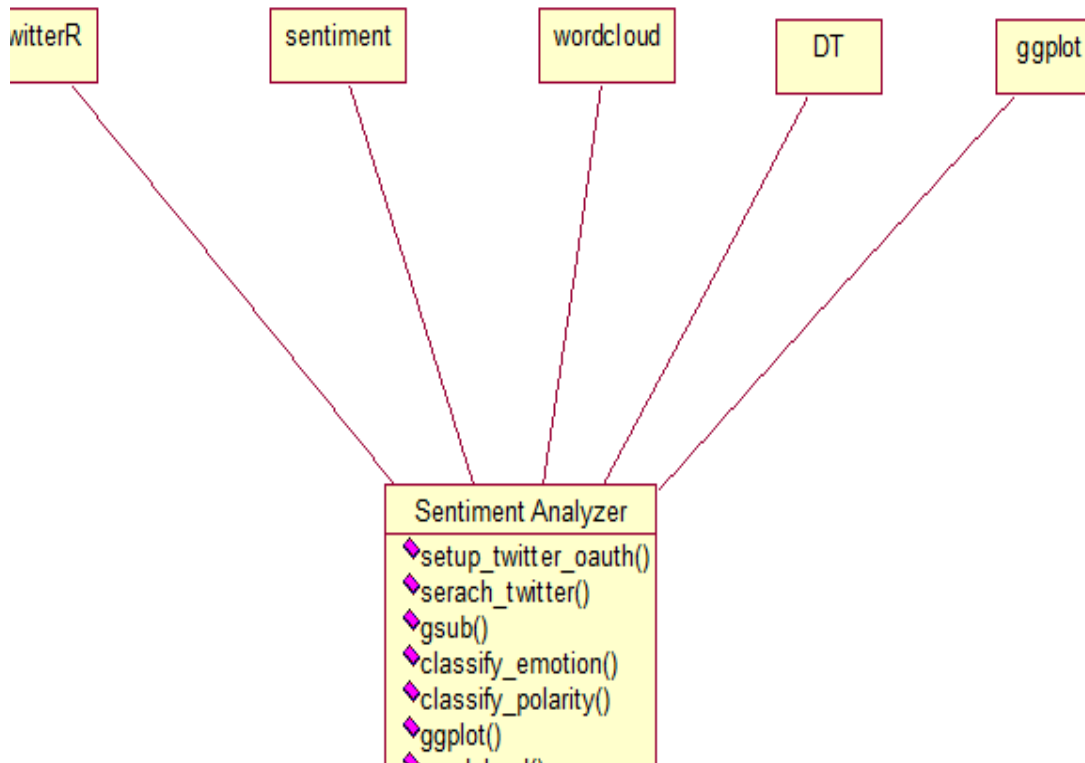 witterR
sentiment
wordcloud
DT
ggplot
Sentiment Analyzer
setup_twitter_oauth()
serach_twitter()
gsub()
classify_emotion()
classify_polarity()
ggplot()